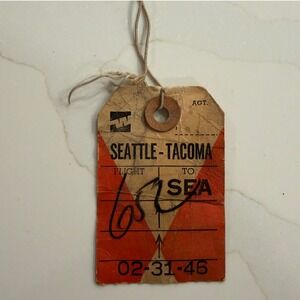 AGT.
SEATTLE - TACOMA
FLIGHT TO
SEA
02-31-46